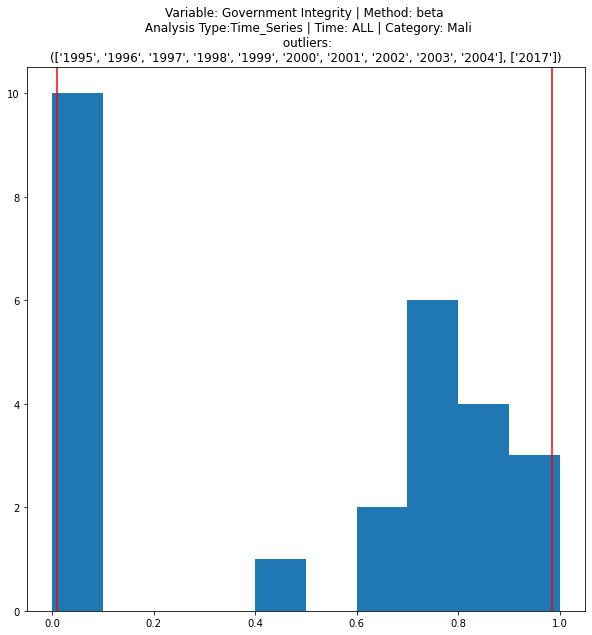 Variable: Government Integrity | Method: beta
Analysis Type:Time_Series | Time: ALL | Category: Mali
outliers:
(['1995', '1996', '1997', '1998', '1999', '2000', '2001', '2002', '2003', '2004'], ['2017'])
10
8
6
4
2
0
0.0 0.2 0.4 0.6 0.8 1.0